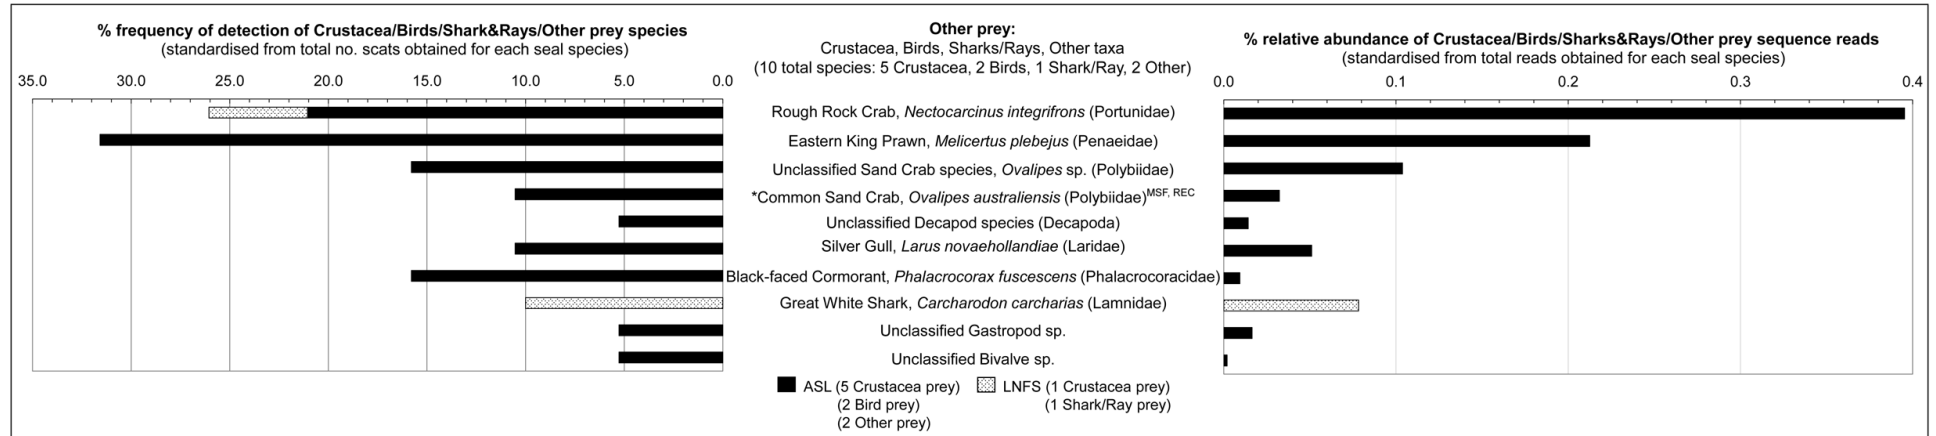 % frequency of detection of Crustacea/Birds/Shark&Rays/Other prey species
(standardised from total no. scats obtained for each seal species)
35.0 30.0 25.0 20.0 15.0 10.0 5.0 0.0
Other prey:
Crustacea, Birds, Sharks/Rays, Other taxa
(10 total species: 5 Crustacea, 2 Birds, 1 Shark/Ray, 2 Other)
% relative abundance of Crustacea/Birds/Sharks&Rays/Other prey sequence reads
(standardised from total reads obtained for each seal species)
0.0 0.1 0.2 0.3 0.4
Rough Rock Crab, Nectocarcinus integrifrons (Portunidae)
Eastern King Prawn, Melicertus plebejus (Penaeidae)
Unclassified Sand Crab species, Ovalipes sp. (Polybiidae)
*Common Sand Crab, Ovalipes australiensis (Polybiidae)MSF, REC
Unclassified Decapod species (Decapoda)
Silver Gull, Larus novaehollandiae (Laridae)
Black-faced Cormorant, Phalacrocorax fuscescens (Phalacrocoracidae)
Great White Shark, Carcharodon carcharias (Lamnidae)
Unclassified Gastropod sp.
Unclassified Bivalve sp.
ASL (5 Crustacea prey)
(2 Bird prey)
(2 Other prey)
LNFS (1 Crustacea prey)
(1 Shark/Ray prey)